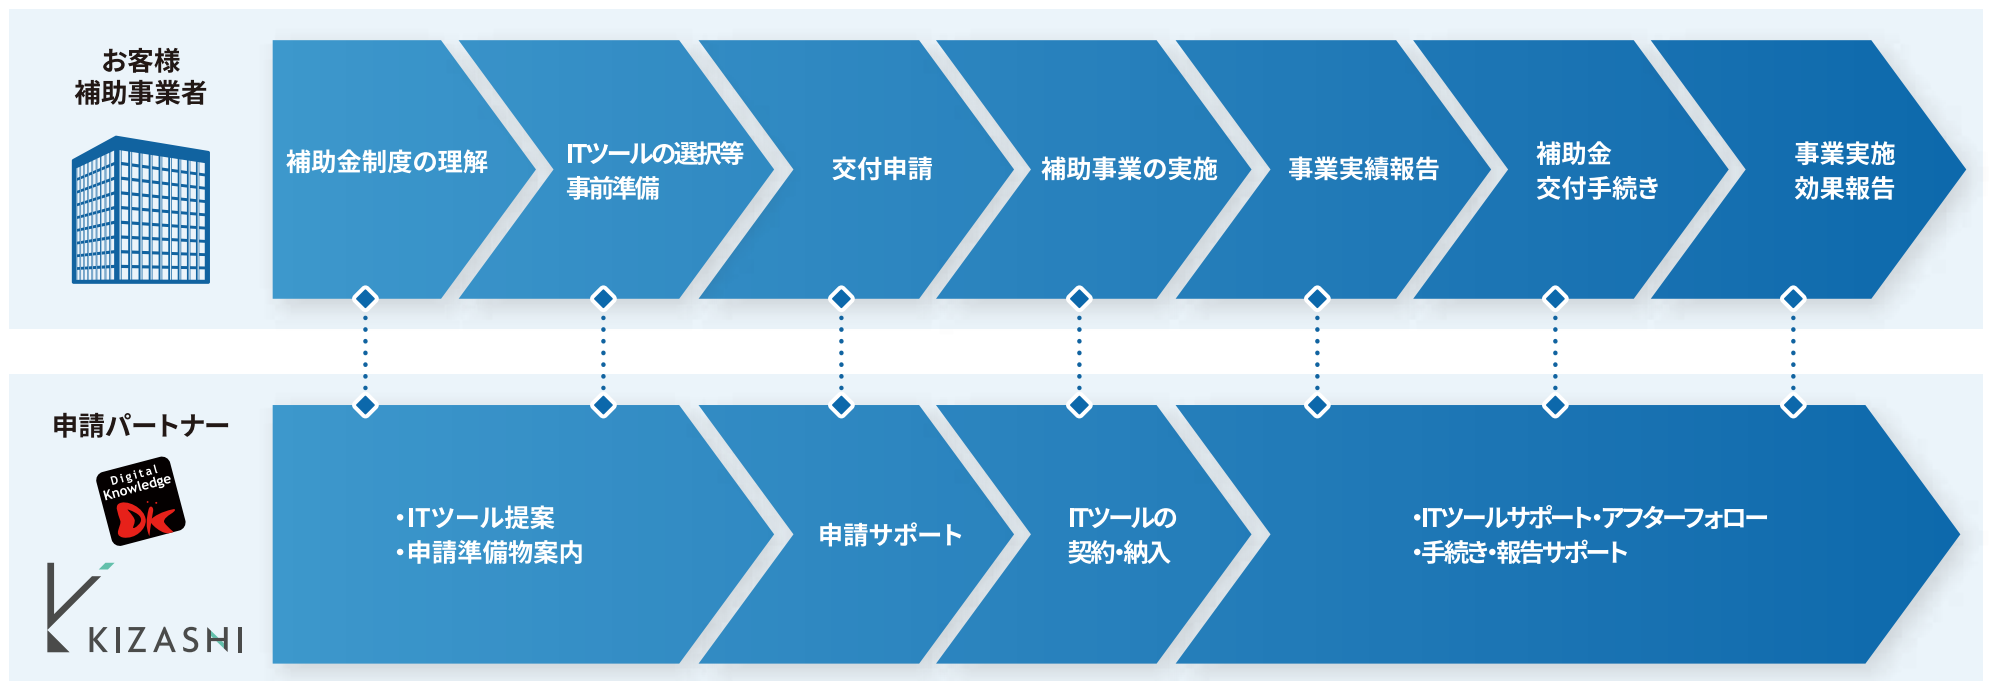 お客様
補助事業者
補助金制度の理解
ITツールの選択等
事前準備
交付申請
補助事業の実施
事業実績報告
補助金
交付手続き
事業実施
効果報告
申請パートナー
Digital
Knowledge
DK
KIZASHI
・ITツール提案
・申請準備物案内
申請サポート
ITツールの
契約・納入
・ITツールサポート・アフターフォロー
・手続き・報告サポート